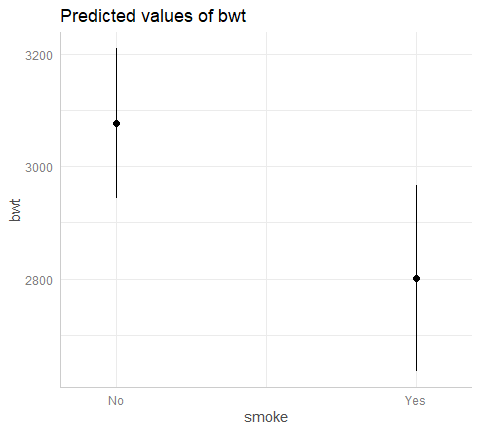 Predicted values of bwt
3200
3000
2800
bwt
No
Yes
smoke